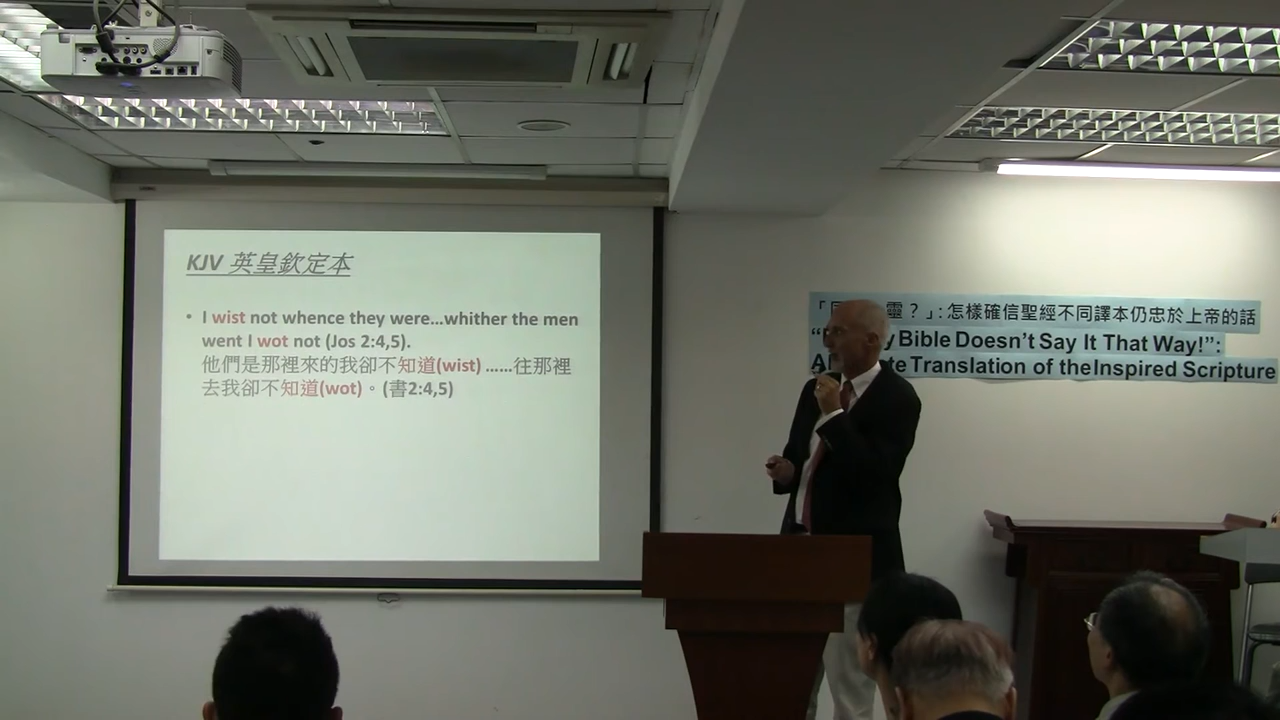 KJV 英皇欽定本
• I wist not whence they were...whither the men
went I wot not (Jos 2:4,5).
他們是那裡來的我卻不知道(wist) ……往那裡
去我卻不知道(wot)。(書2:4,5)
靈？」: 怎樣確信聖經不同譯本仍忠於上帝的話
y Bible Doesn't Say It That Way!":
Translation of the Inspired Scripture